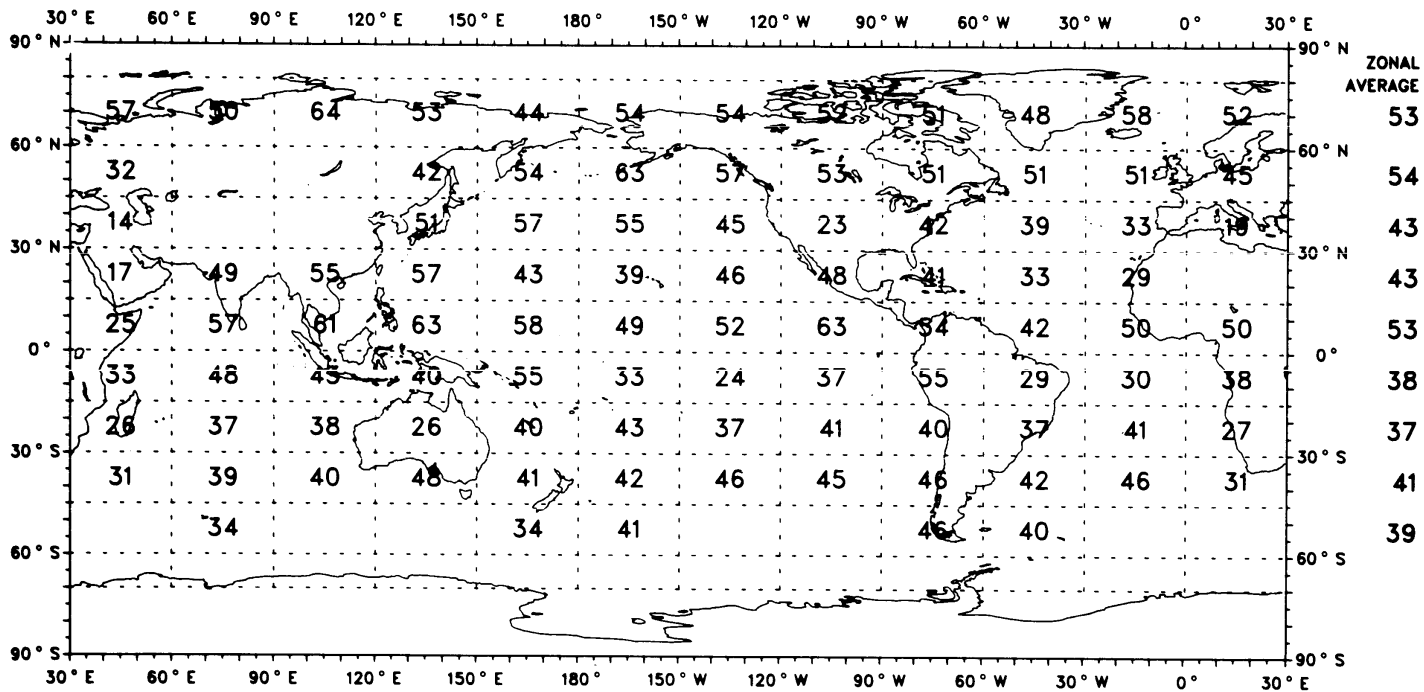 30° E 60° E 90° E 120° E 150° E 180° 150° W 120° W 90° W 60° W 30° W 0° 30° E
90° N 90° N
ZONAL
AVERAGE
57 50 64 53 44 54 54 52 51 48 58 52 53
60° N 60° N
32 42 54 63 57 53 51 51 51 45 54
14 51 57 55 45 23 42 39 33 19 43
30° N 30° N
17 49 55 57 43 39 46 48 41 33 29 43
25 57 61 63 58 49 52 63 34 42 50 50 53
0° 0°
33 48 43 40 55 33 24 37 55 29 30 38 38
26 37 38 26 40 43 37 41 40 37 41 27 37
30° S 30° S
31 39 40 48 41 42 46 45 46 42 46 31 41
34 34 41 46 40 39
60° S 60° S
90° S 90° S
30° E 60° E 90° E 120° E 150° E 180° 150° W 120° W 90° W 60° W 30° W 0° E 30° E